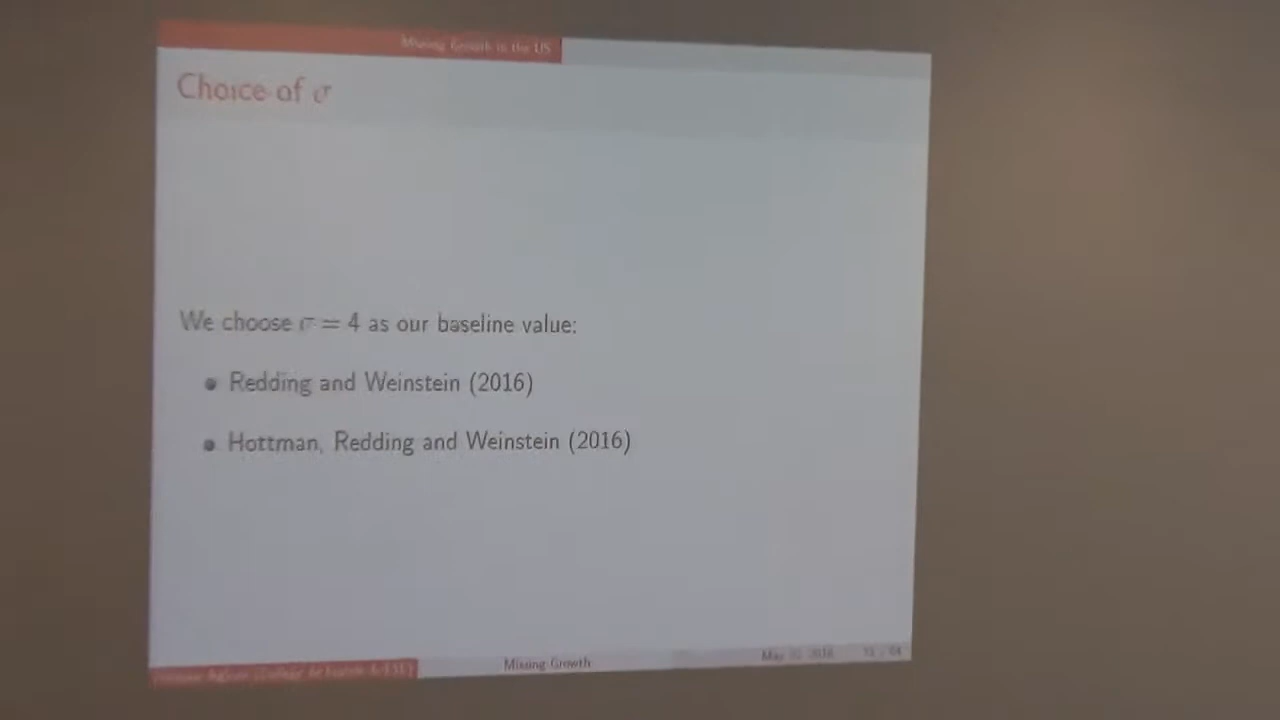 Missing Growth in the US
Choice of σ
We choose σ = 4 as our baseline value:
Redding and Weinstein (2016)
Hottman, Redding and Weinstein (2016)
Missing Growth